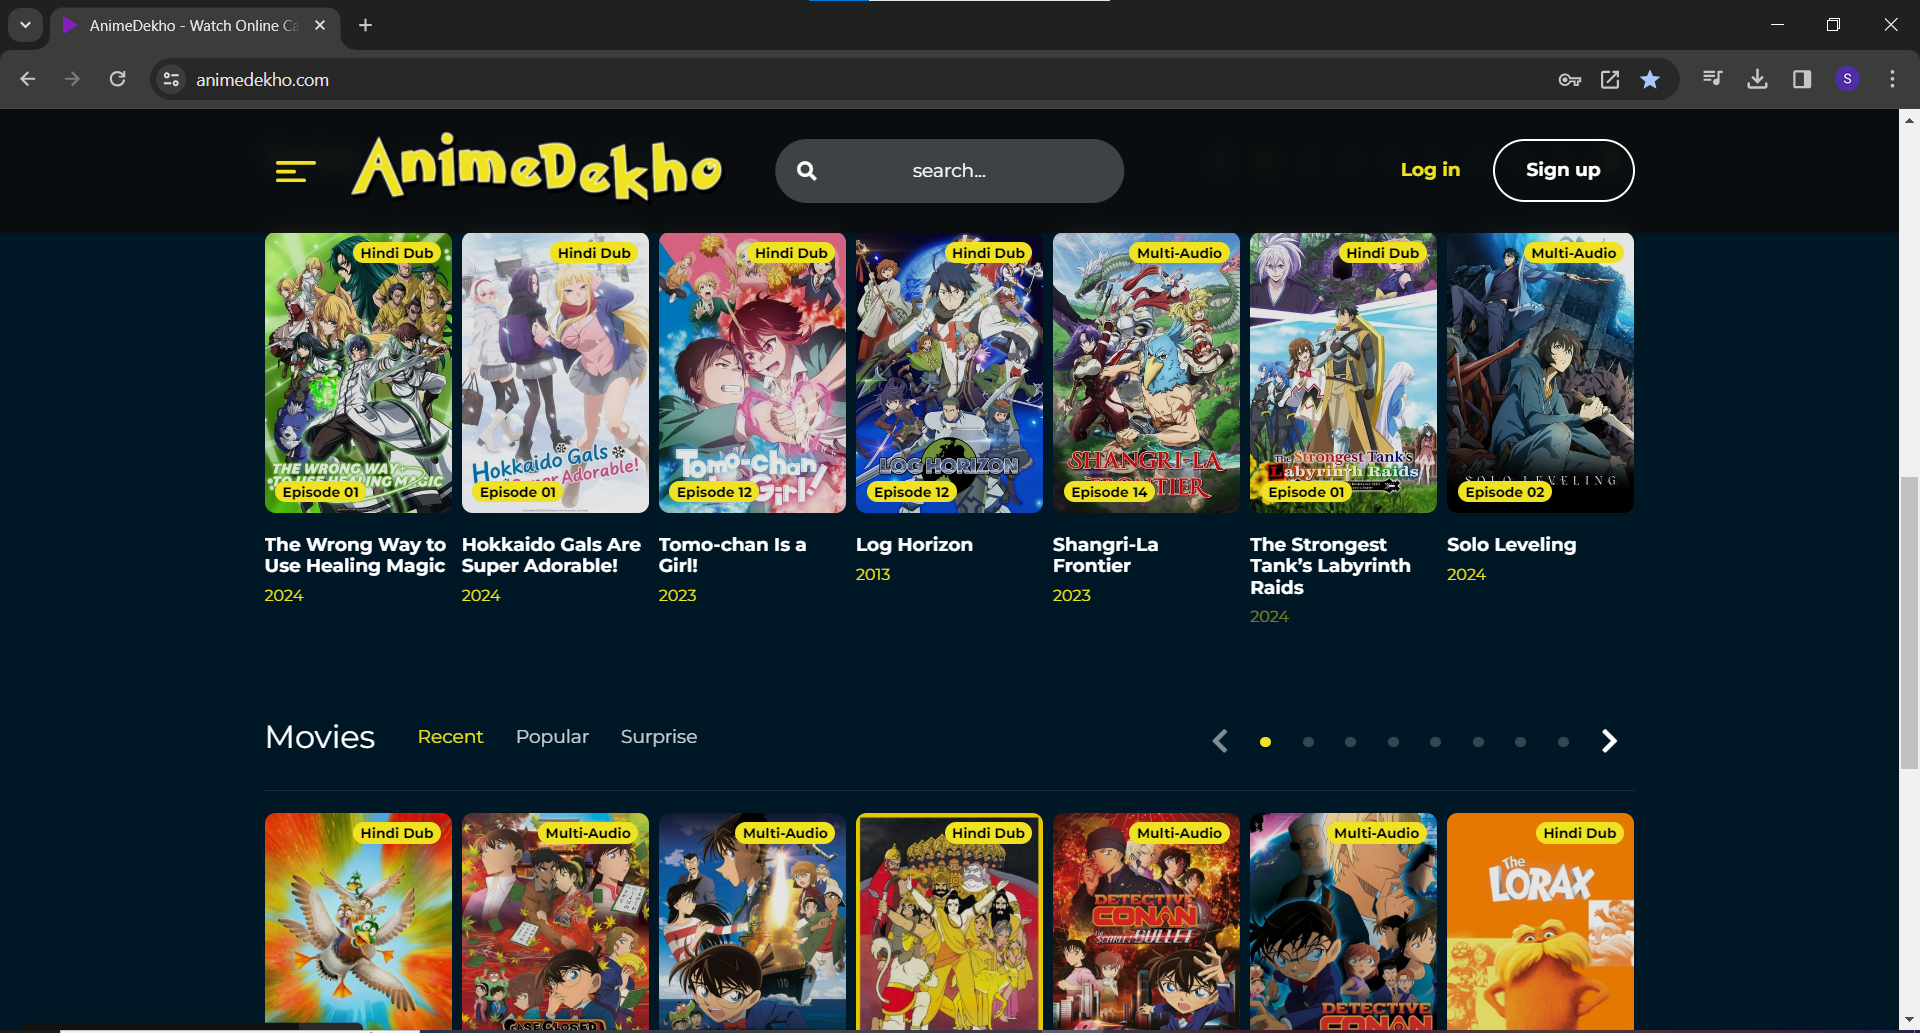 AnimeDekho - Watch Online Ca
animedekho.com
S
AnimeDekho
search...
Log in
Sign up
Hindi Dub
Hindi Dub
Hindi Dub
Hindi Dub
Multi-Audio
Hindi Dub
Multi-Audio
THE WRONG WAY
TO USE HEALING MAGIC
Episode 01
Hokkaido Gals
Super Adorable!
Episode 01
Tomo-chan
Girl!
Episode 12
LOG HORIZON
Episode 12
SHANGRI-LA
FRONTIER
Episode 14
The Strongest Tank's
Labyrinth Raids
Episode 01
SOLO LEVELING
Episode 02
The Wrong Way to
Use Healing Magic
2024
Hokkaido Gals Are
Super Adorable!
2024
Tomo-chan Is a
Girl!
2023
Log Horizon
2013
Shangri-La
Frontier
2023
The Strongest
Tank’s Labyrinth
Raids
2024
Solo Leveling
2024
Movies
Recent
Popular
Surprise
Hindi Dub
Multi-Audio
Multi-Audio
Hindi Dub
Multi-Audio
Multi-Audio
Hindi Dub
CASE CLOSED
DETECTIVE
CONAN
THE SCARLET BULLET
DETECTIVE
CONAN
The
LORAX